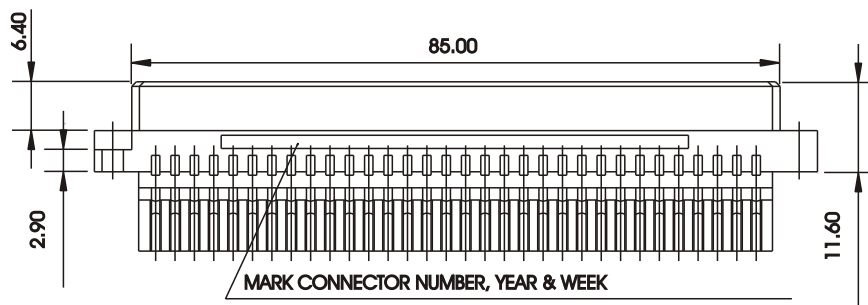 6.40
85.00
2.90
11.60
MARK CONNECTOR NUMBER, YEAR & WEEK